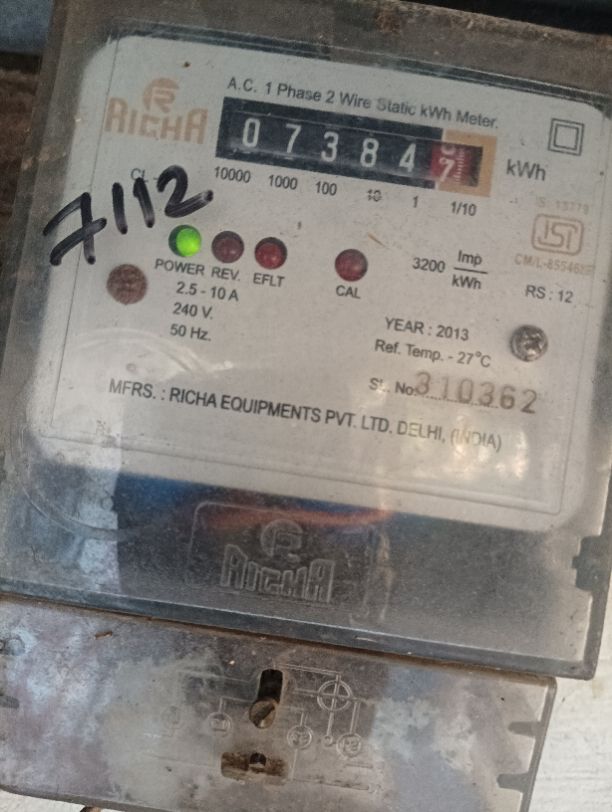 RICHA
A.C. 1 Phase 2 Wire Static kWh Meter.
0 7 3 8 4 7 kWh
10000 1000 100 10 1 1/10
CL.
7112
IS 13779
ISI
POWER REV. EFLT CAL
3200 Imp/kWh
2.5 - 10 A
240 V.
50 Hz.
RS : 12
YEAR : 2013
Ref. Temp. - 27°C
SL. No. 310362
MFRS. : RICHA EQUIPMENTS PVT. LTD. DELHI, (INDIA)
RICHA